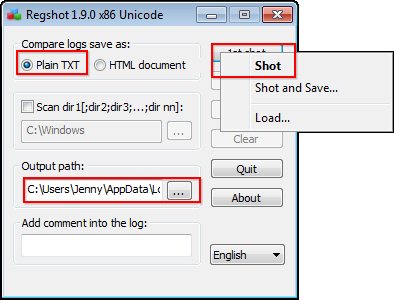 Regshot 1.9.0 x86 Unicode
Compare logs save as:
Plain TXT
HTML document
1st shot
Shot
Shot and Save...
Load...
Scan dir1[;dir2;dir3;...;dir nn]:
C:\Windows
...
Clear
Output path:
C:\Users\Jenny\AppData\Lo
...
Quit
About
Add comment into the log:
English